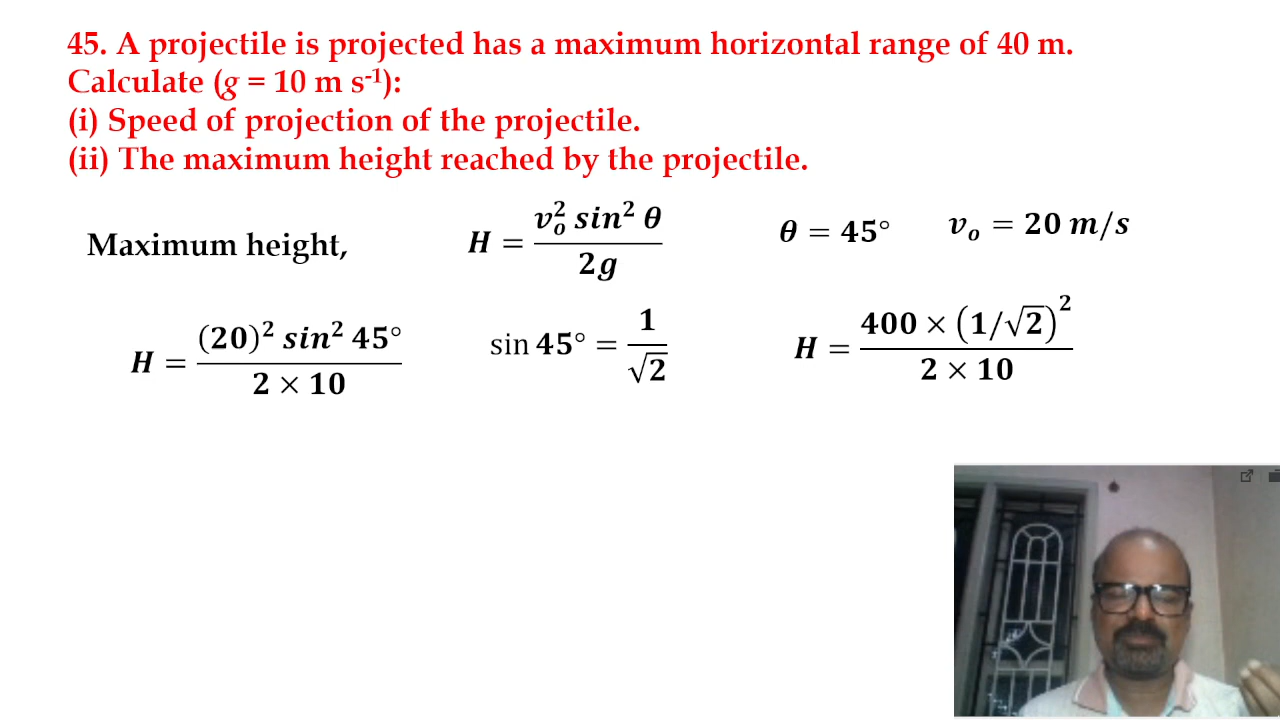 45. A projectile is projected has a maximum horizontal range of 40 m.
Calculate (g = 10 m s⁻¹):
(i) Speed of projection of the projectile.
(ii) The maximum height reached by the projectile.
Maximum height, H = v₀² sin² θ / 2g θ = 45° v₀ = 20 m/s
H = (20)² sin² 45° / 2 × 10 sin 45° = 1/√2 H = 400 × (1/√2)² / 2 × 10